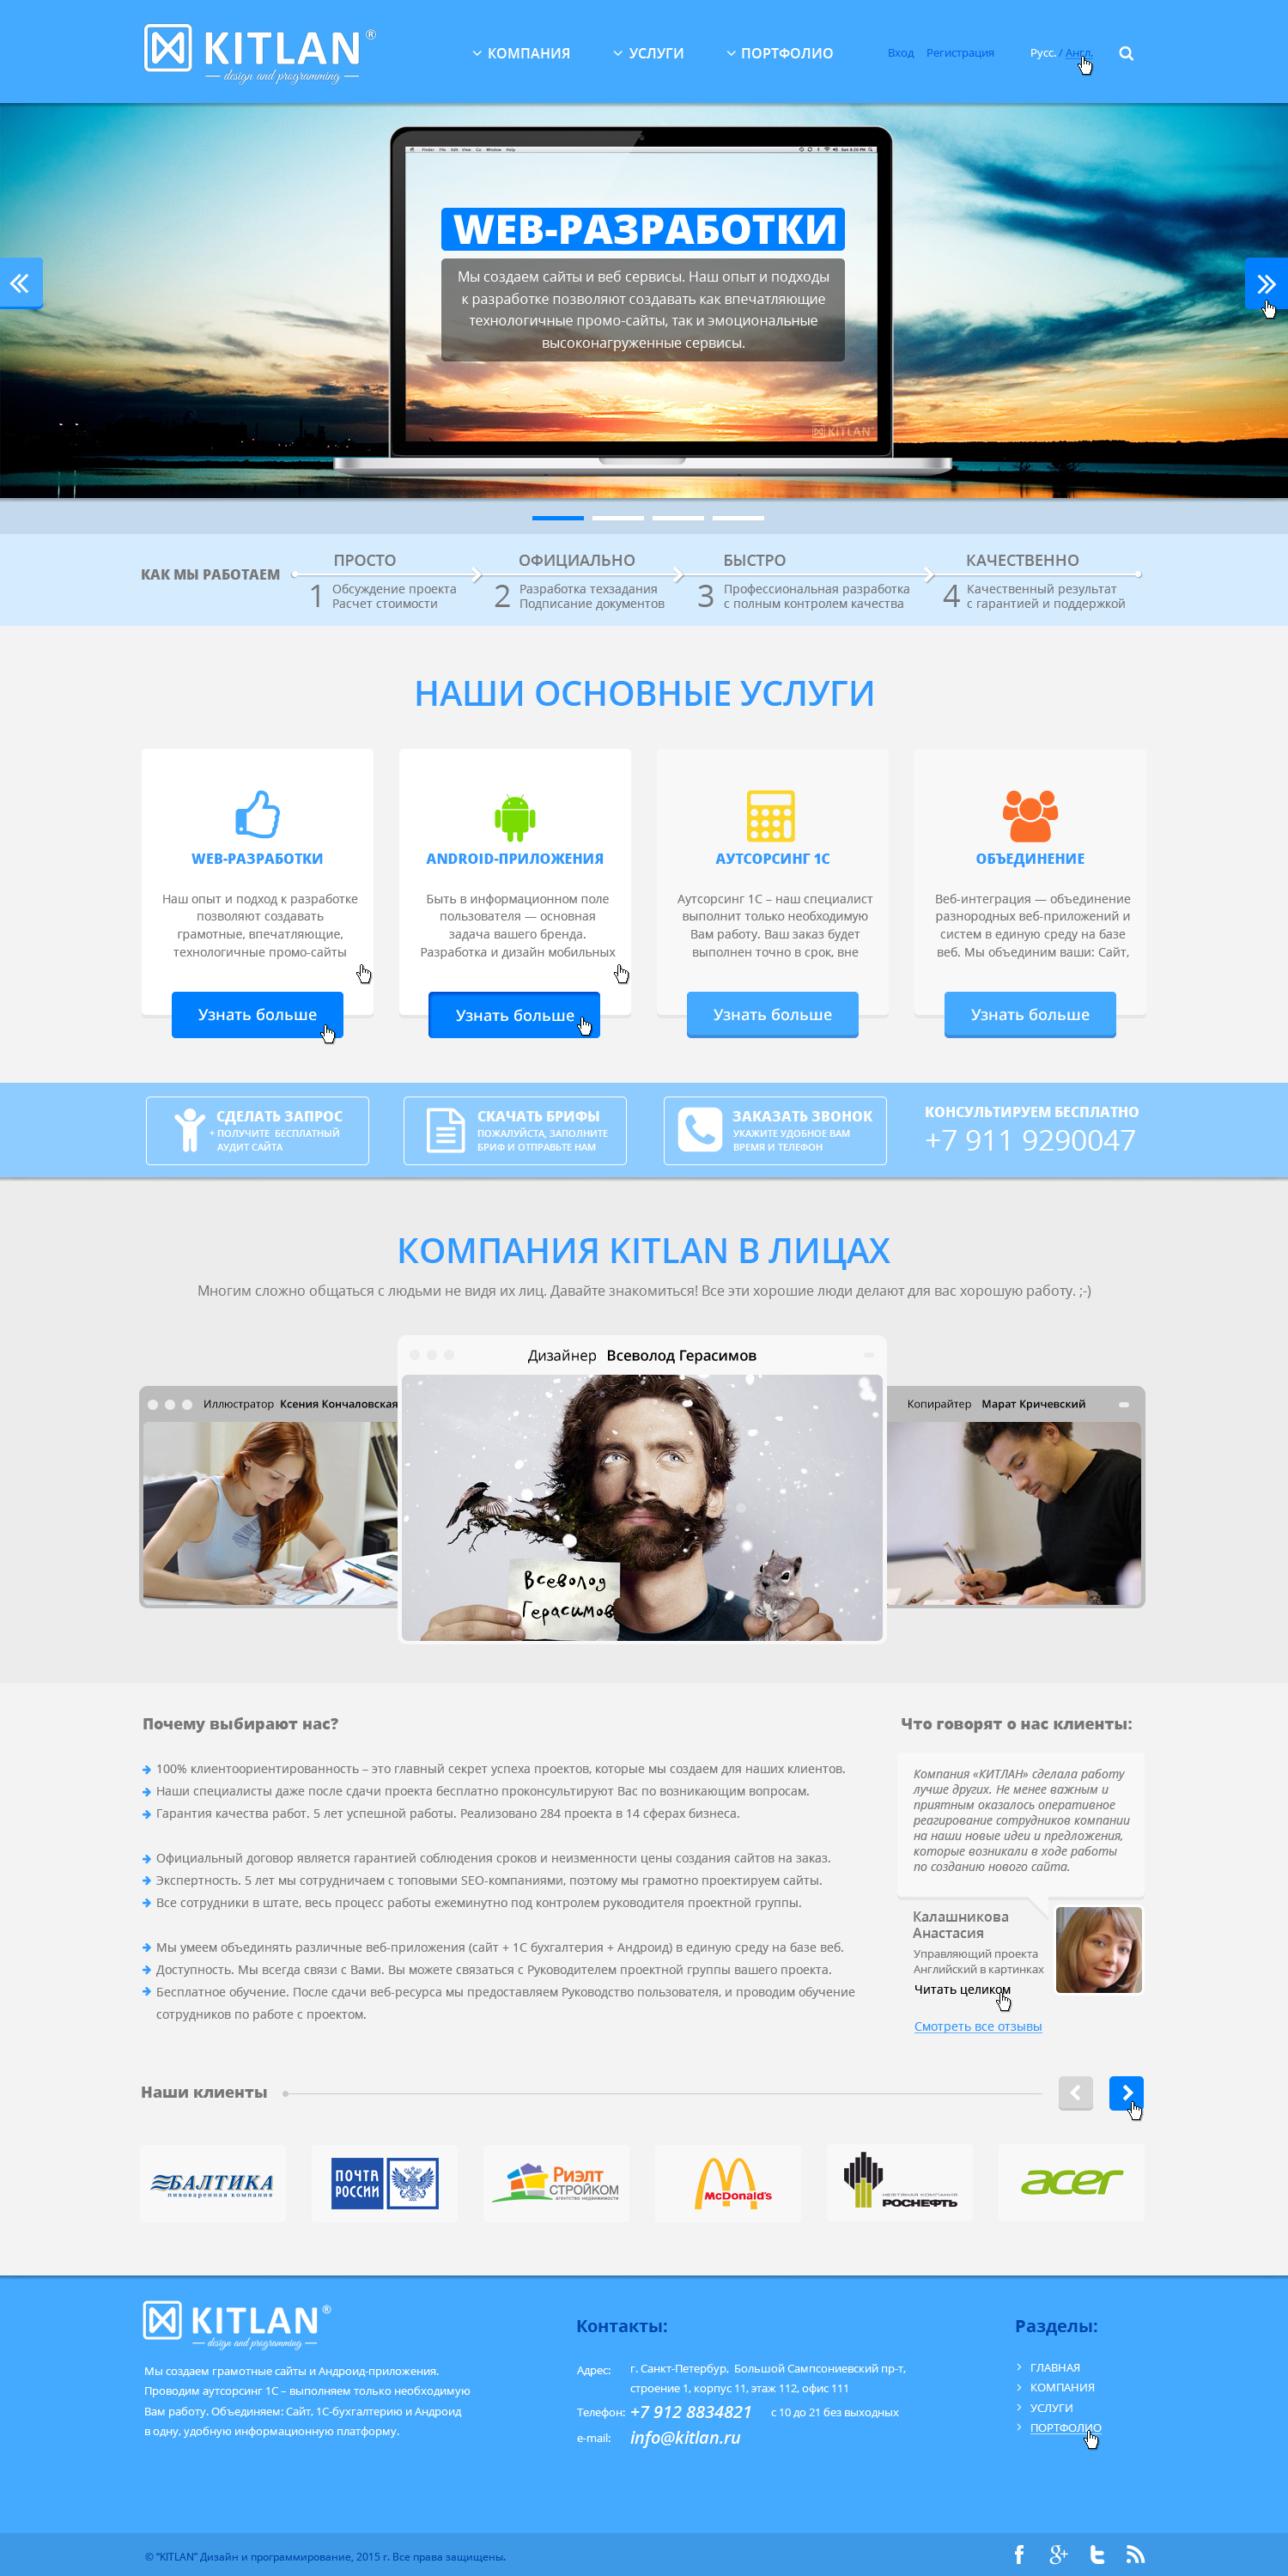 KITLAN®
design and programming
КОМПАНИЯ
УСЛУГИ
ПОРТФОЛИО
Вход
Регистрация
Русс. / Англ.
Finder File Edit View Go Window Help
WEB-РАЗРАБОТКИ
Мы создаем сайты и веб сервисы. Наш опыт и подходы
к разработке позволяют создавать как впечатляющие
технологичные промо-сайты, так и эмоциональные
высоконагруженные сервисы.
KITLAN
КАК МЫ РАБОТАЕМ
ПРОСТО
1
Обсуждение проекта
Расчет стоимости
ОФИЦИАЛЬНО
2
Разработка техзадания
Подписание документов
БЫСТРО
3
Профессиональная разработка
с полным контролем качества
КАЧЕСТВЕННО
4
Качественный результат
с гарантией и поддержкой
НАШИ ОСНОВНЫЕ УСЛУГИ
WEB-РАЗРАБОТКИ
Наш опыт и подход к разработке
позволяют создавать
грамотные, впечатляющие,
технологичные промо-сайты
Узнать больше
ANDROID-ПРИЛОЖЕНИЯ
Быть в информационном поле
пользователя — основная
задача вашего бренда.
Разработка и дизайн мобильных
Узнать больше
АУТСОРСИНГ 1С
Аутсорсинг 1С – наш специалист
выполнит только необходимую
Вам работу. Ваш заказ будет
выполнен точно в срок, вне
Узнать больше
ОБЪЕДИНЕНИЕ
Веб-интеграция — объединение
разнородных веб-приложений и
систем в единую среду на базе
веб. Мы объединим ваши: Сайт,
Узнать больше
СДЕЛАТЬ ЗАПРОС
+ ПОЛУЧИТЕ БЕСПЛАТНЫЙ
АУДИТ САЙТА
СКАЧАТЬ БРИФЫ
ПОЖАЛУЙСТА, ЗАПОЛНИТЕ
БРИФ И ОТПРАВЬТЕ НАМ
ЗАКАЗАТЬ ЗВОНОК
УКАЖИТЕ УДОБНОЕ ВАМ
ВРЕМЯ И ТЕЛЕФОН
КОНСУЛЬТИРУЕМ БЕСПЛАТНО
+7 911 9290047
КОМПАНИЯ KITLAN В ЛИЦАХ
Многим сложно общаться с людьми не видя их лиц. Давайте знакомиться! Все эти хорошие люди делают для вас хорошую работу. ;-)
Иллюстратор Ксения Кончаловская
Дизайнер Всеволод Герасимов
Всеволод
Герасимов
Копирайтер Марат Кричевский
Почему выбирают нас?
100% клиентоориентированность – это главный секрет успеха проектов, которые мы создаем для наших клиентов.
Наши специалисты даже после сдачи проекта бесплатно проконсультируют Вас по возникающим вопросам.
Гарантия качества работ. 5 лет успешной работы. Реализовано 284 проекта в 14 сферах бизнеса.
Официальный договор является гарантией соблюдения сроков и неизменности цены создания сайтов на заказ.
Экспертность. 5 лет мы сотрудничаем с топовыми SEO-компаниями, поэтому мы грамотно проектируем сайты.
Все сотрудники в штате, весь процесс работы ежеминутно под контролем руководителя проектной группы.
Мы умеем объединять различные веб-приложения (сайт + 1С бухгалтерия + Андроид) в единую среду на базе веб.
Доступность. Мы всегда связи с Вами. Вы можете связаться с Руководителем проектной группы вашего проекта.
Бесплатное обучение. После сдачи веб-ресурса мы предоставляем Руководство пользователя, и проводим обучение
сотрудников по работе с проектом.
Что говорят о нас клиенты:
Компания «КИТЛАН» сделала работу
лучше других. Не менее важным и
приятным оказалось оперативное
реагирование сотрудников компании
на наши новые идеи и предложения,
которые возникали в ходе работы
по созданию нового сайта.
Калашникова
Анастасия
Управляющий проекта
Английский в картинках
Читать целиком
Смотреть все отзывы
Наши клиенты
БАЛТИКА
пивоваренная компания
ПОЧТА
РОССИИ
Риэлт
СТРОЙКОМ
агентство недвижимости
McDonald's
НЕФТЯНАЯ КОМПАНИЯ
РОСНЕФТЬ
acer
KITLAN®
design and programming
Мы создаем грамотные сайты и Андроид-приложения.
Проводим аутсорсинг 1С – выполняем только необходимую
Вам работу. Объединяем: Сайт, 1С-бухгалтерию и Андроид
в одну, удобную информационную платформу.
Контакты:
Адрес: г. Санкт-Петербург, Большой Сампсониевский пр-т,
строение 1, корпус 11, этаж 112, офис 111
Телефон: +7 912 8834821 с 10 до 21 без выходных
e-mail: info@kitlan.ru
Разделы:
ГЛАВНАЯ
КОМПАНИЯ
УСЛУГИ
ПОРТФОЛИО
© “KITLAN” Дизайн и программирование, 2015 г. Все права защищены.